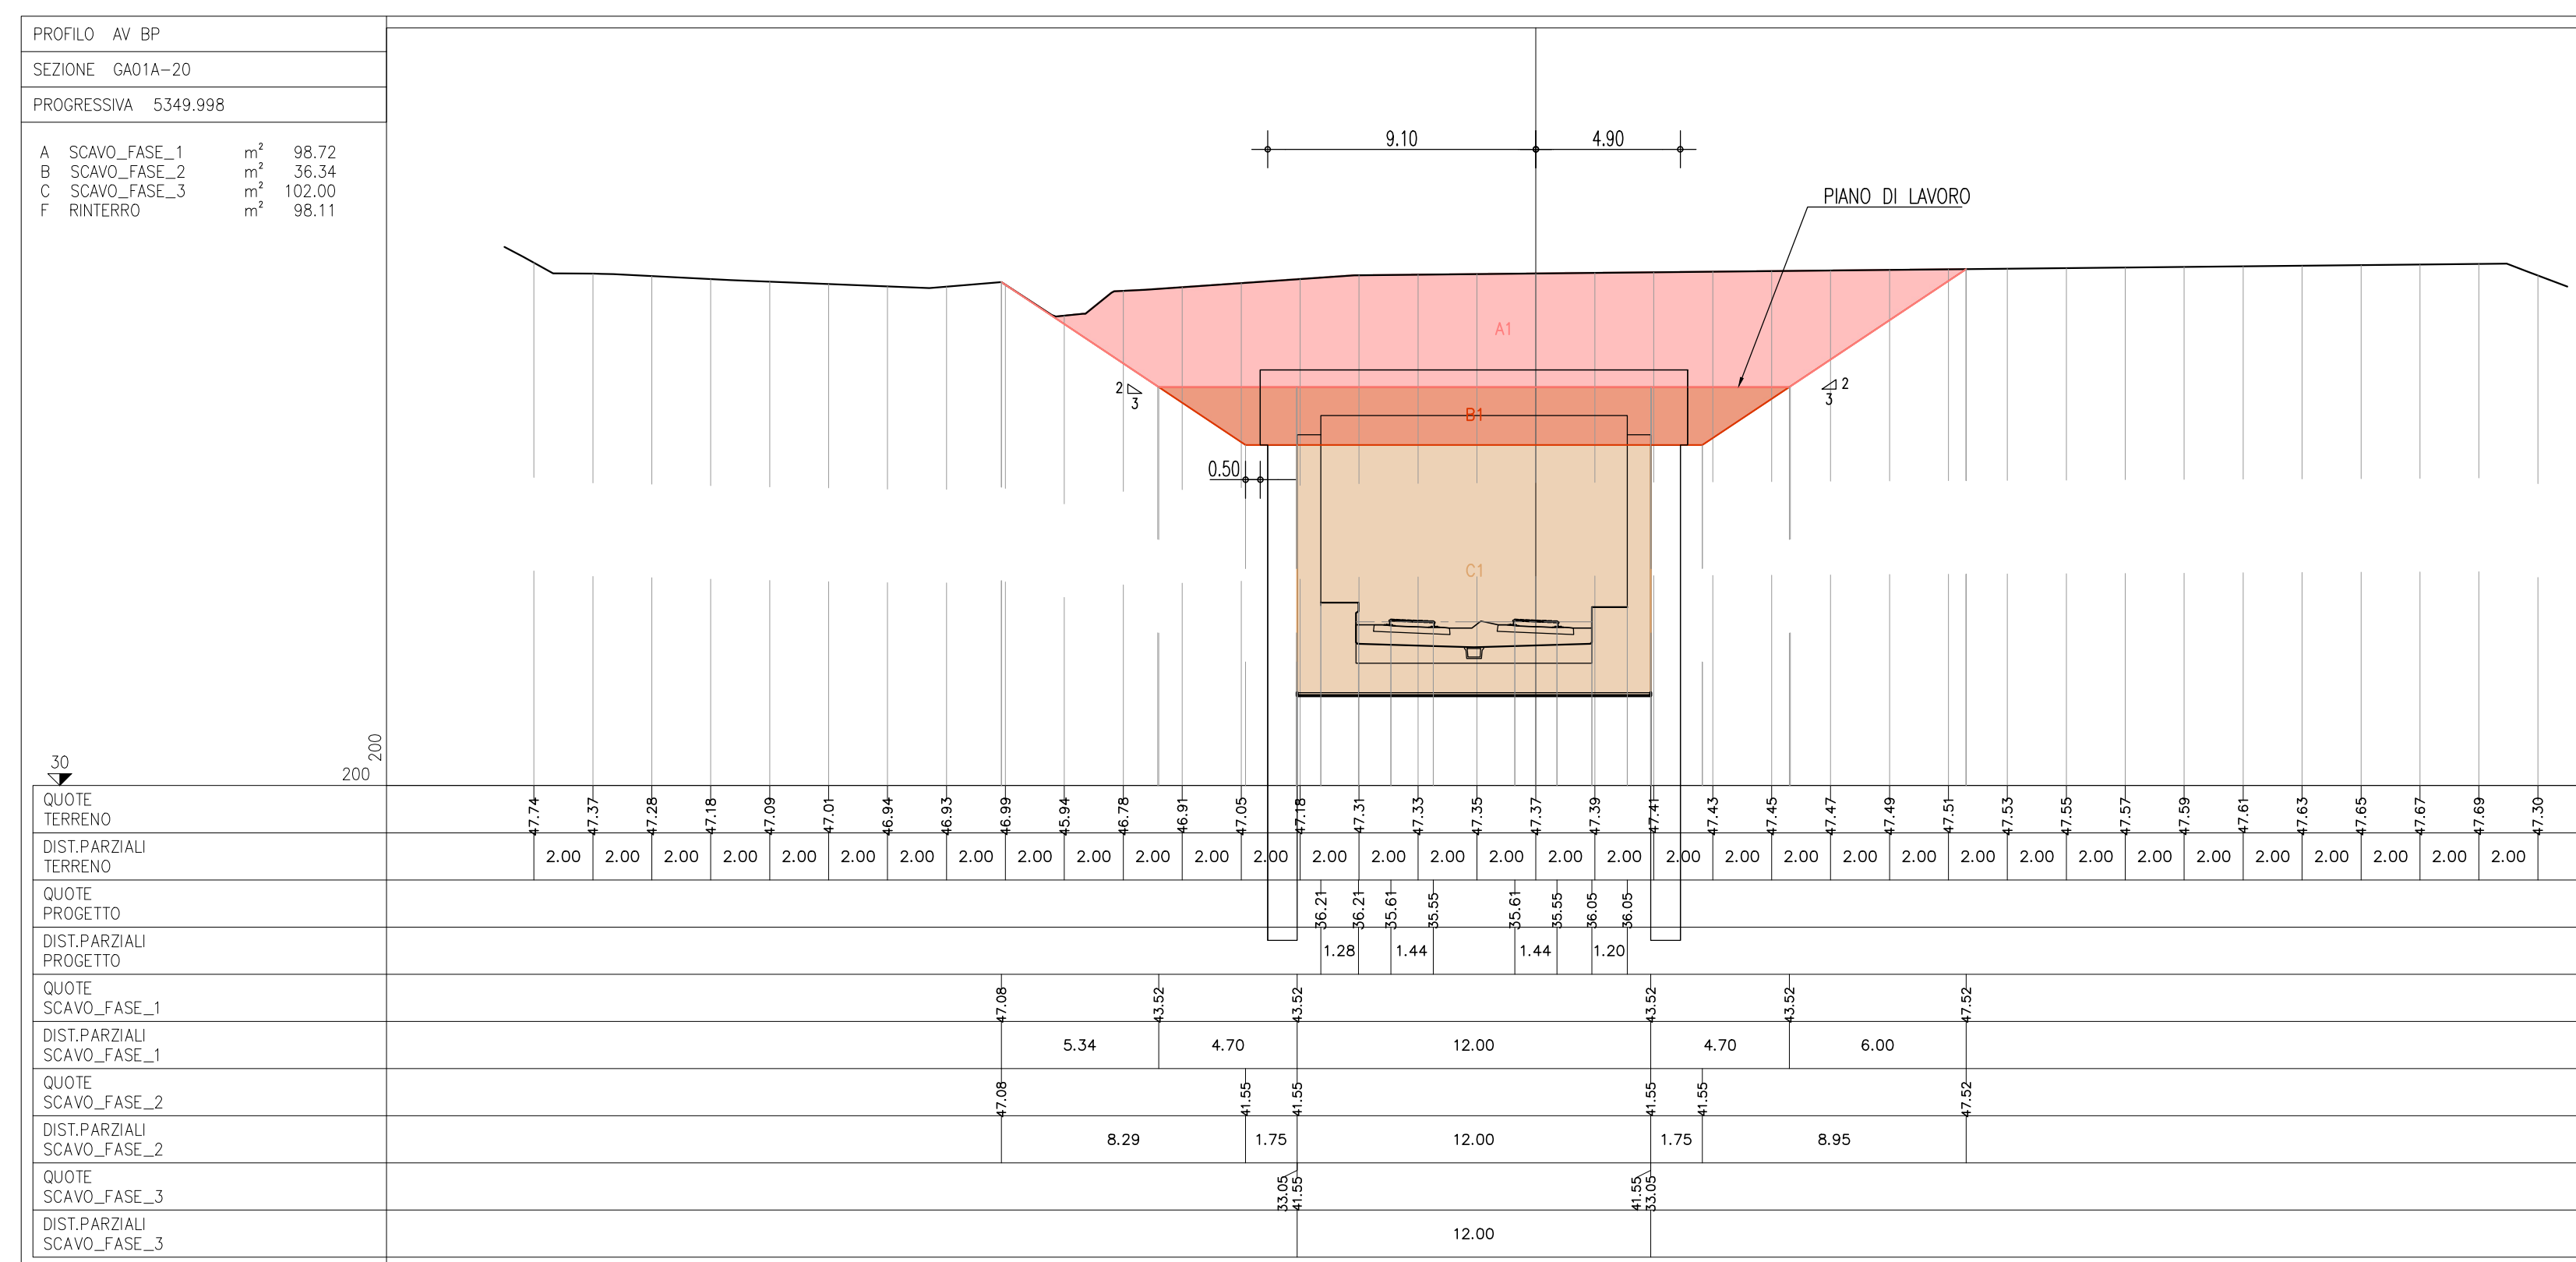 PROFILO AV BP
SEZIONE GA01A-20
PROGRESSIVA 5349.998
A SCAVO_FASE_1 m² 98.72
B SCAVO_FASE_2 m² 36.34
C SCAVO_FASE_3 m² 102.00
F RINTERRO m² 98.11
9.10 4.90
PIANO DI LAVORO
A1
2 3
2 3
B1
0.50
C1
30
200
200
QUOTE
TERRENO
47.74 47.37 47.28 47.18 47.09 47.01 46.94 46.93 46.99 45.94 46.78 46.91 47.05 47.18 47.31 47.33 47.35 47.37 47.39 47.41 47.43 47.45 47.47 47.49 47.51 47.53 47.55 47.57 47.59 47.61 47.63 47.65 47.67 47.69 47.30
DIST.PARZIALI
TERRENO
2.00 2.00 2.00 2.00 2.00 2.00 2.00 2.00 2.00 2.00 2.00 2.00 2.00 2.00 2.00 2.00 2.00 2.00 2.00 2.00 2.00 2.00 2.00 2.00 2.00 2.00 2.00 2.00 2.00 2.00 2.00 2.00 2.00 2.00
QUOTE
PROGETTO
36.21 36.21 35.61 35.55 35.61 35.55 36.05 36.05
DIST.PARZIALI
PROGETTO
1.28 1.44 1.44 1.20
QUOTE
SCAVO_FASE_1
47.08 43.52 43.52 43.52 43.52 47.52
DIST.PARZIALI
SCAVO_FASE_1
5.34 4.70 12.00 4.70 6.00
QUOTE
SCAVO_FASE_2
47.08 41.55 41.55 41.55 41.55 47.52
DIST.PARZIALI
SCAVO_FASE_2
8.29 1.75 12.00 1.75 8.95
QUOTE
SCAVO_FASE_3
33.05 41.55 41.55 33.05
DIST.PARZIALI
SCAVO_FASE_3
12.00